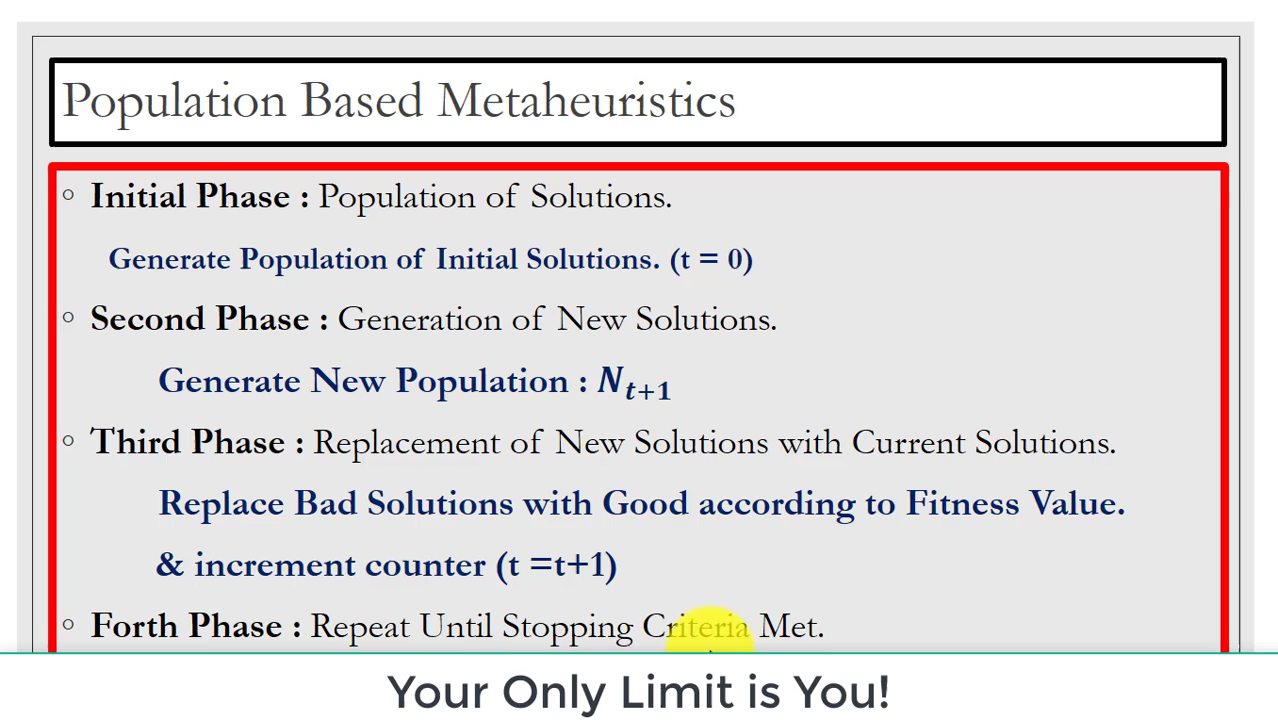 Population Based Metaheuristics
◦ Initial Phase : Population of Solutions.
Generate Population of Initial Solutions. (t = 0)
◦ Second Phase : Generation of New Solutions.
Generate New Population : N_{t+1}
◦ Third Phase : Replacement of New Solutions with Current Solutions.
Replace Bad Solutions with Good according to Fitness Value.
& increment counter (t =t+1)
◦ Forth Phase : Repeat Until Stopping Criteria Met.
Your Only Limit is You!